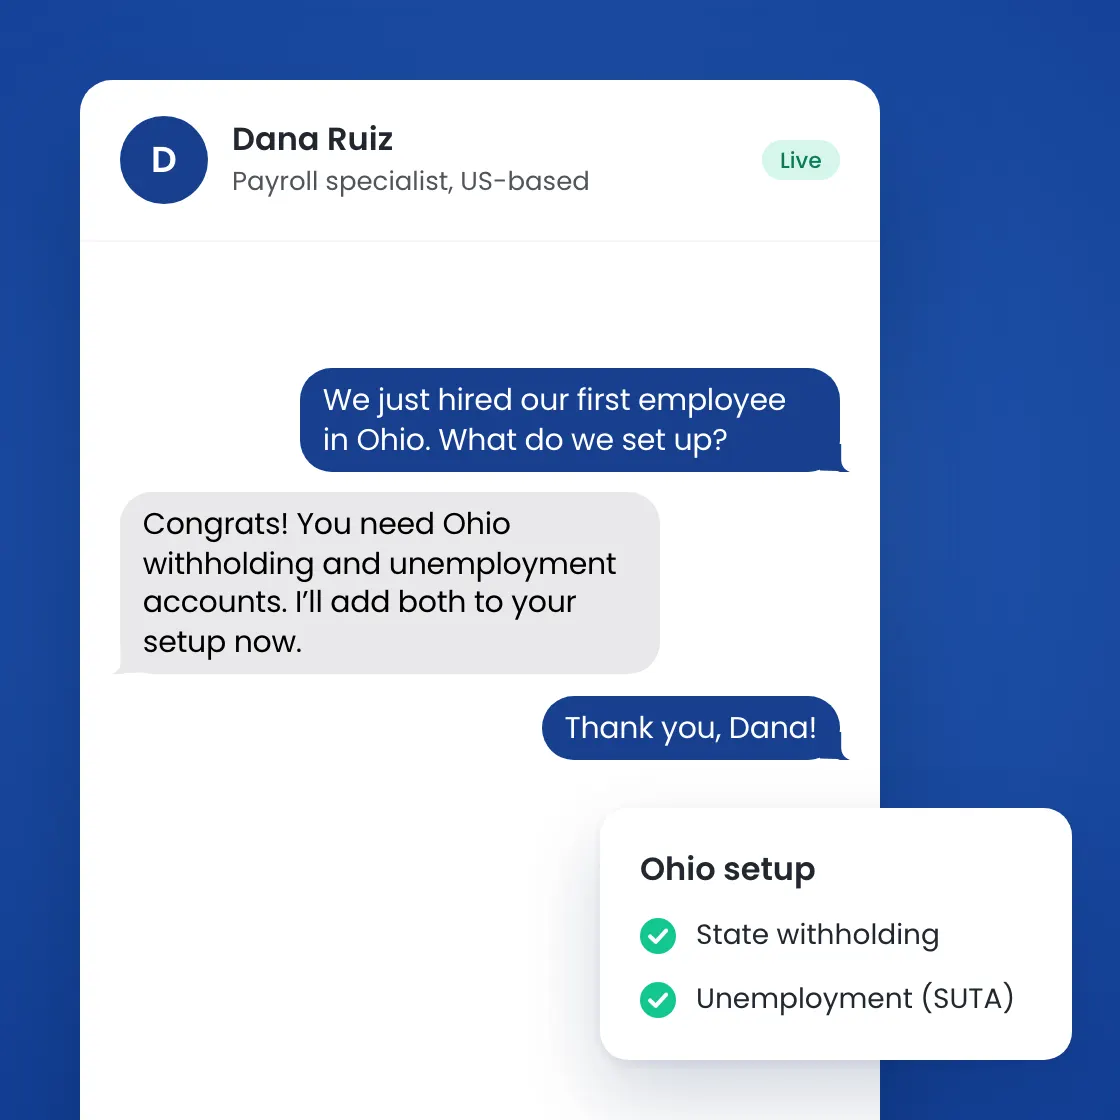 D
Dana Ruiz
Payroll specialist, US-based
Live
We just hired our first employee
in Ohio. What do we set up?
Congrats! You need Ohio
withholding and unemployment
accounts. I’ll add both to your
setup now.
Thank you, Dana!
Ohio setup
State withholding
Unemployment (SUTA)